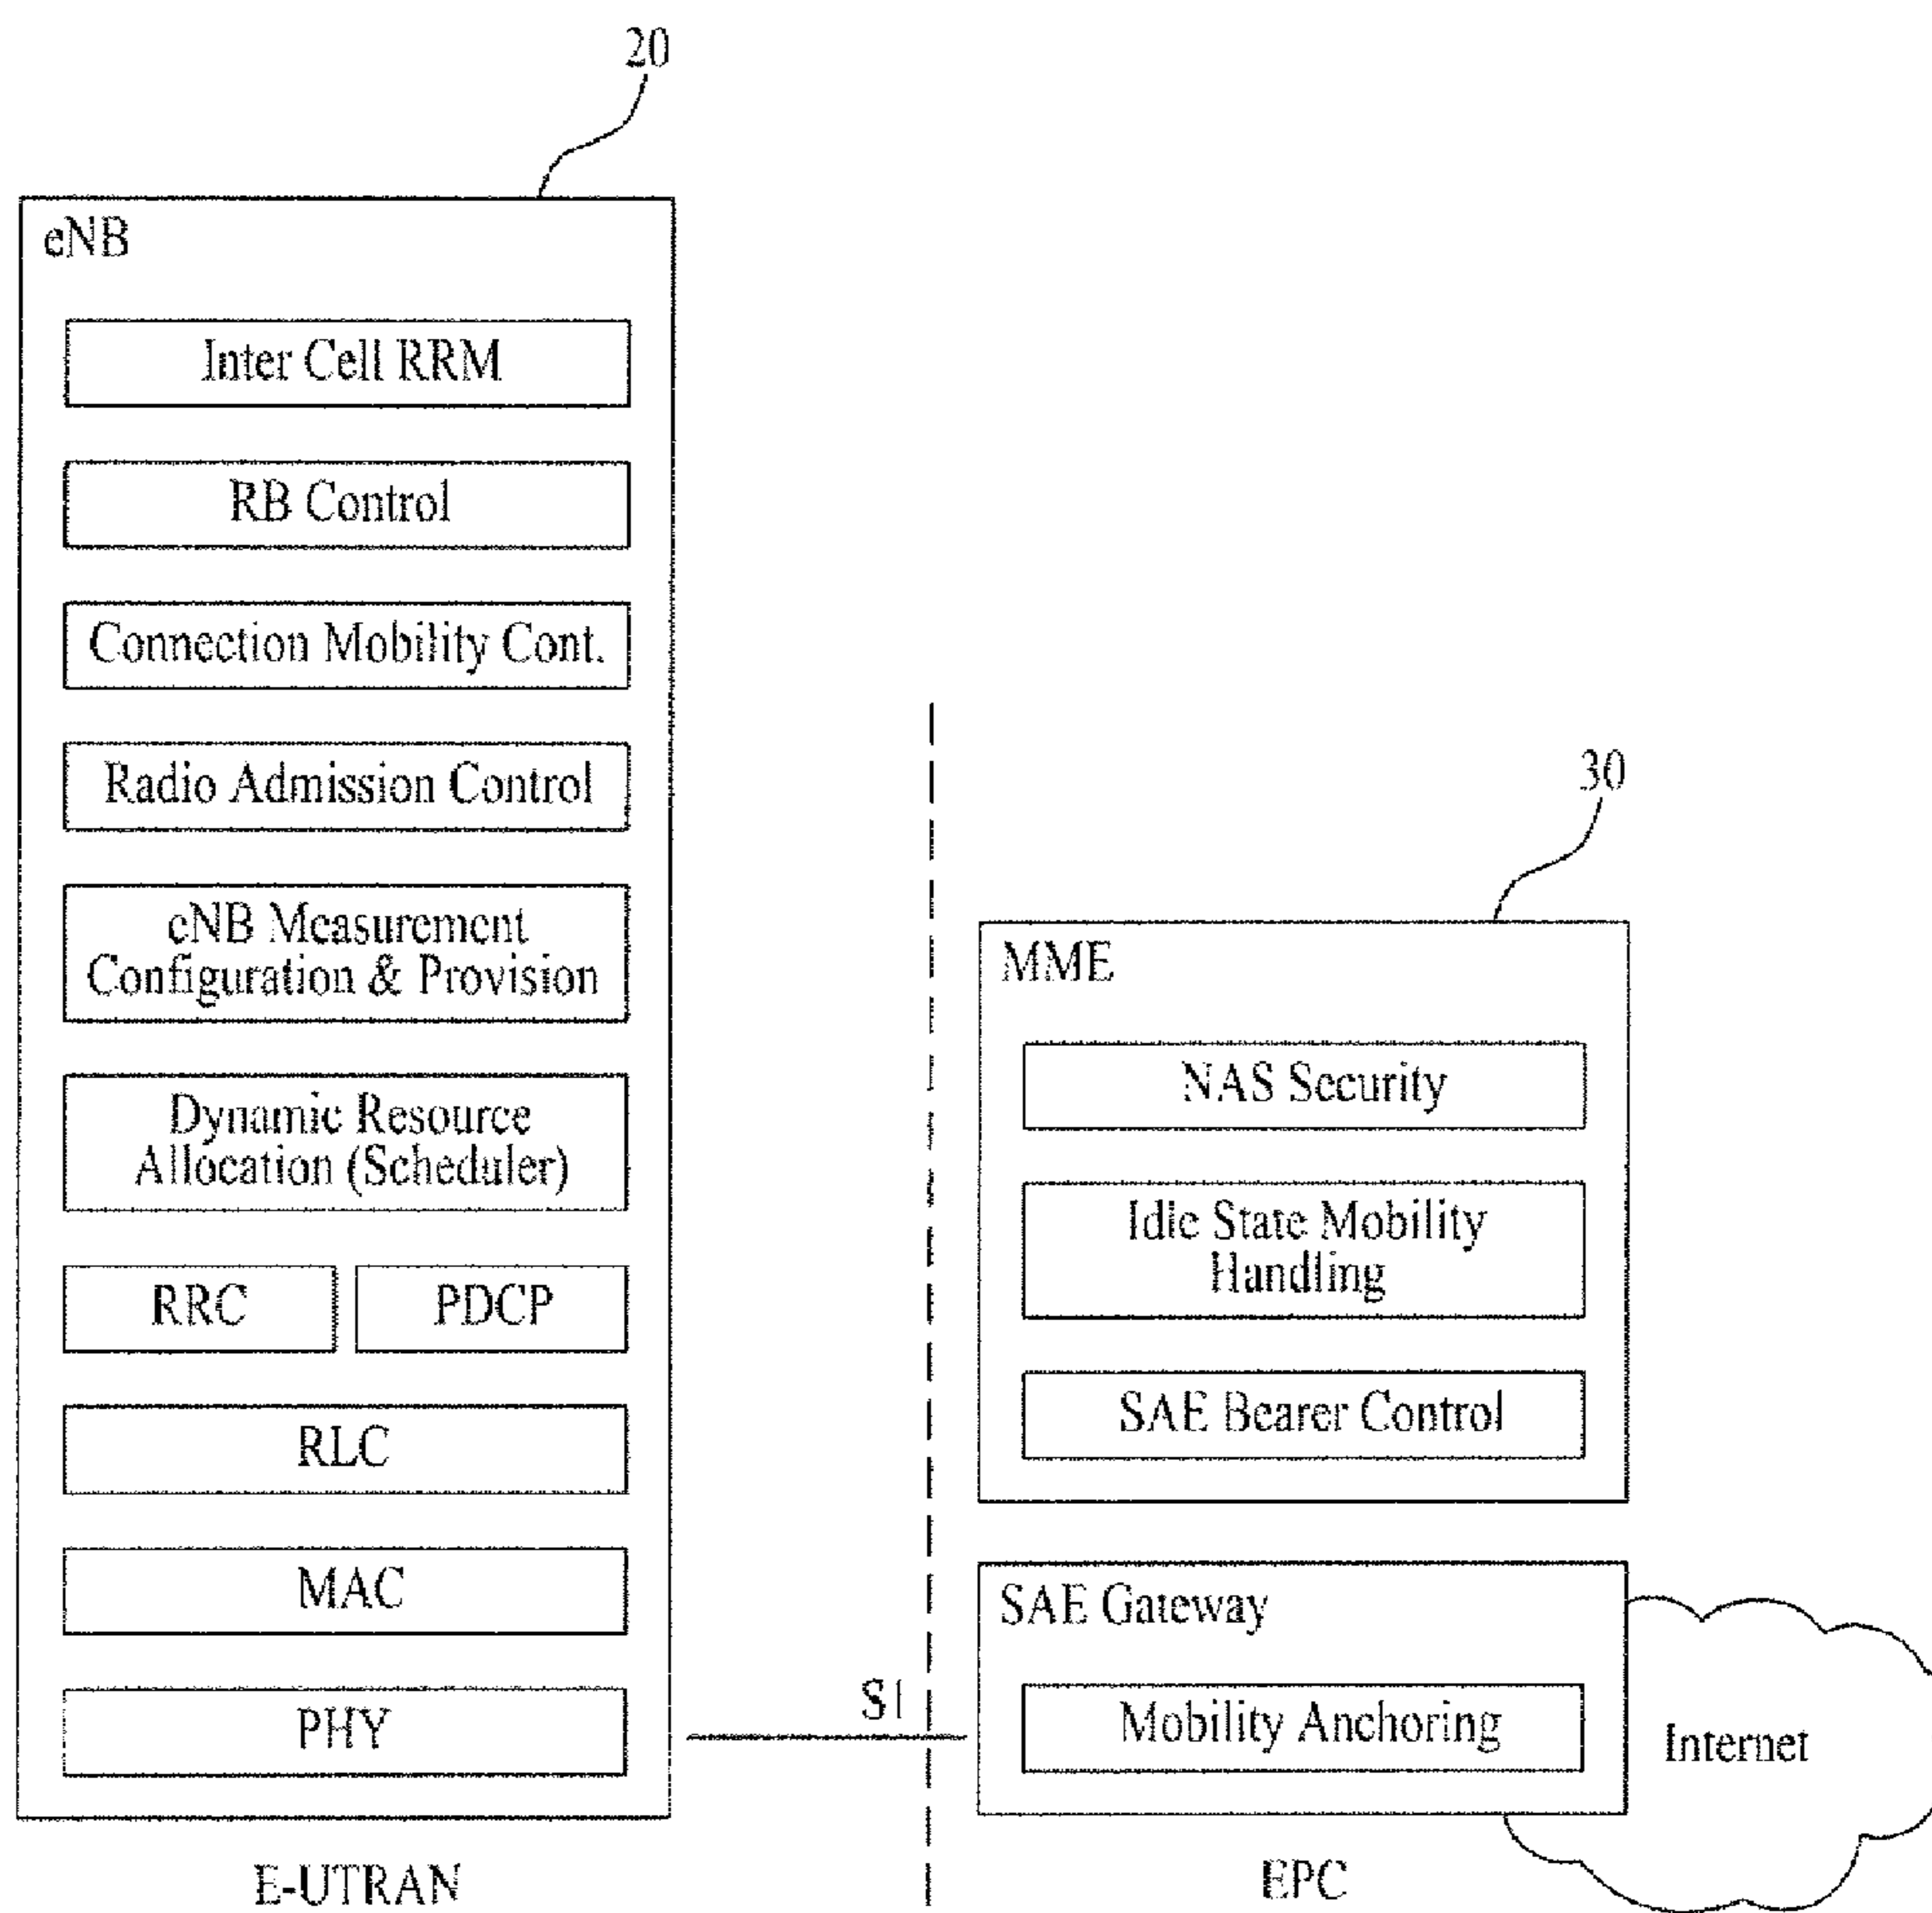 20
eNB
Inter Cell RRM
RB Control
Connection Mobility Cont.
Radio Admission Control
eNB Measurement
Configuration & Provision
Dynamic Resource
Allocation (Scheduler)
RRC
PDCP
RLC
MAC
PHY
E-UTRAN
S1
30
MME
NAS Security
Idle State Mobility
Handling
SAE Bearer Control
SAE Gateway
Mobility Anchoring
Internet
EPC